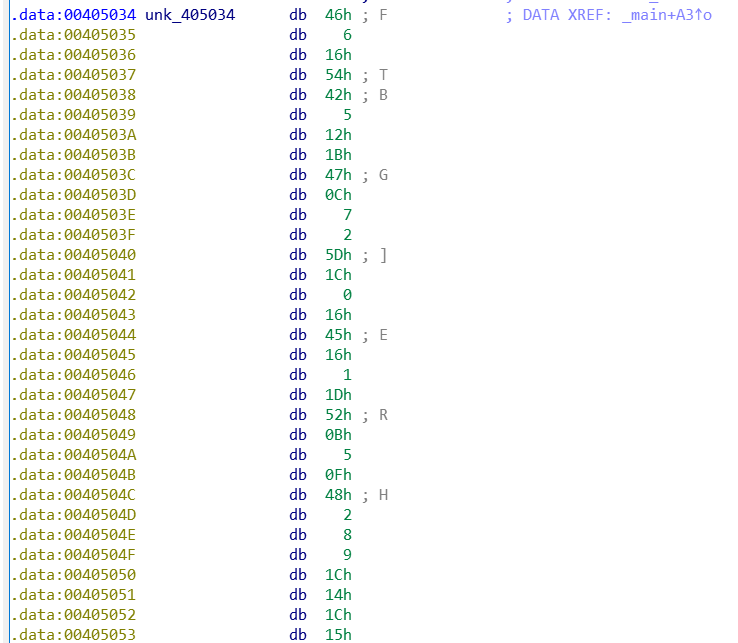 .data:00405034 unk_405034 db 46h ; F ; DATA XREF: _main+A3↑o
.data:00405035 db 6
.data:00405036 db 16h
.data:00405037 db 54h ; T
.data:00405038 db 42h ; B
.data:00405039 db 5
.data:0040503A db 12h
.data:0040503B db 1Bh
.data:0040503C db 47h ; G
.data:0040503D db 0Ch
.data:0040503E db 7
.data:0040503F db 2
.data:00405040 db 5Dh ; ]
.data:00405041 db 1Ch
.data:00405042 db 0
.data:00405043 db 16h
.data:00405044 db 45h ; E
.data:00405045 db 16h
.data:00405046 db 1
.data:00405047 db 1Dh
.data:00405048 db 52h ; R
.data:00405049 db 0Bh
.data:0040504A db 5
.data:0040504B db 0Fh
.data:0040504C db 48h ; H
.data:0040504D db 2
.data:0040504E db 8
.data:0040504F db 9
.data:00405050 db 1Ch
.data:00405051 db 14h
.data:00405052 db 1Ch
.data:00405053 db 15h